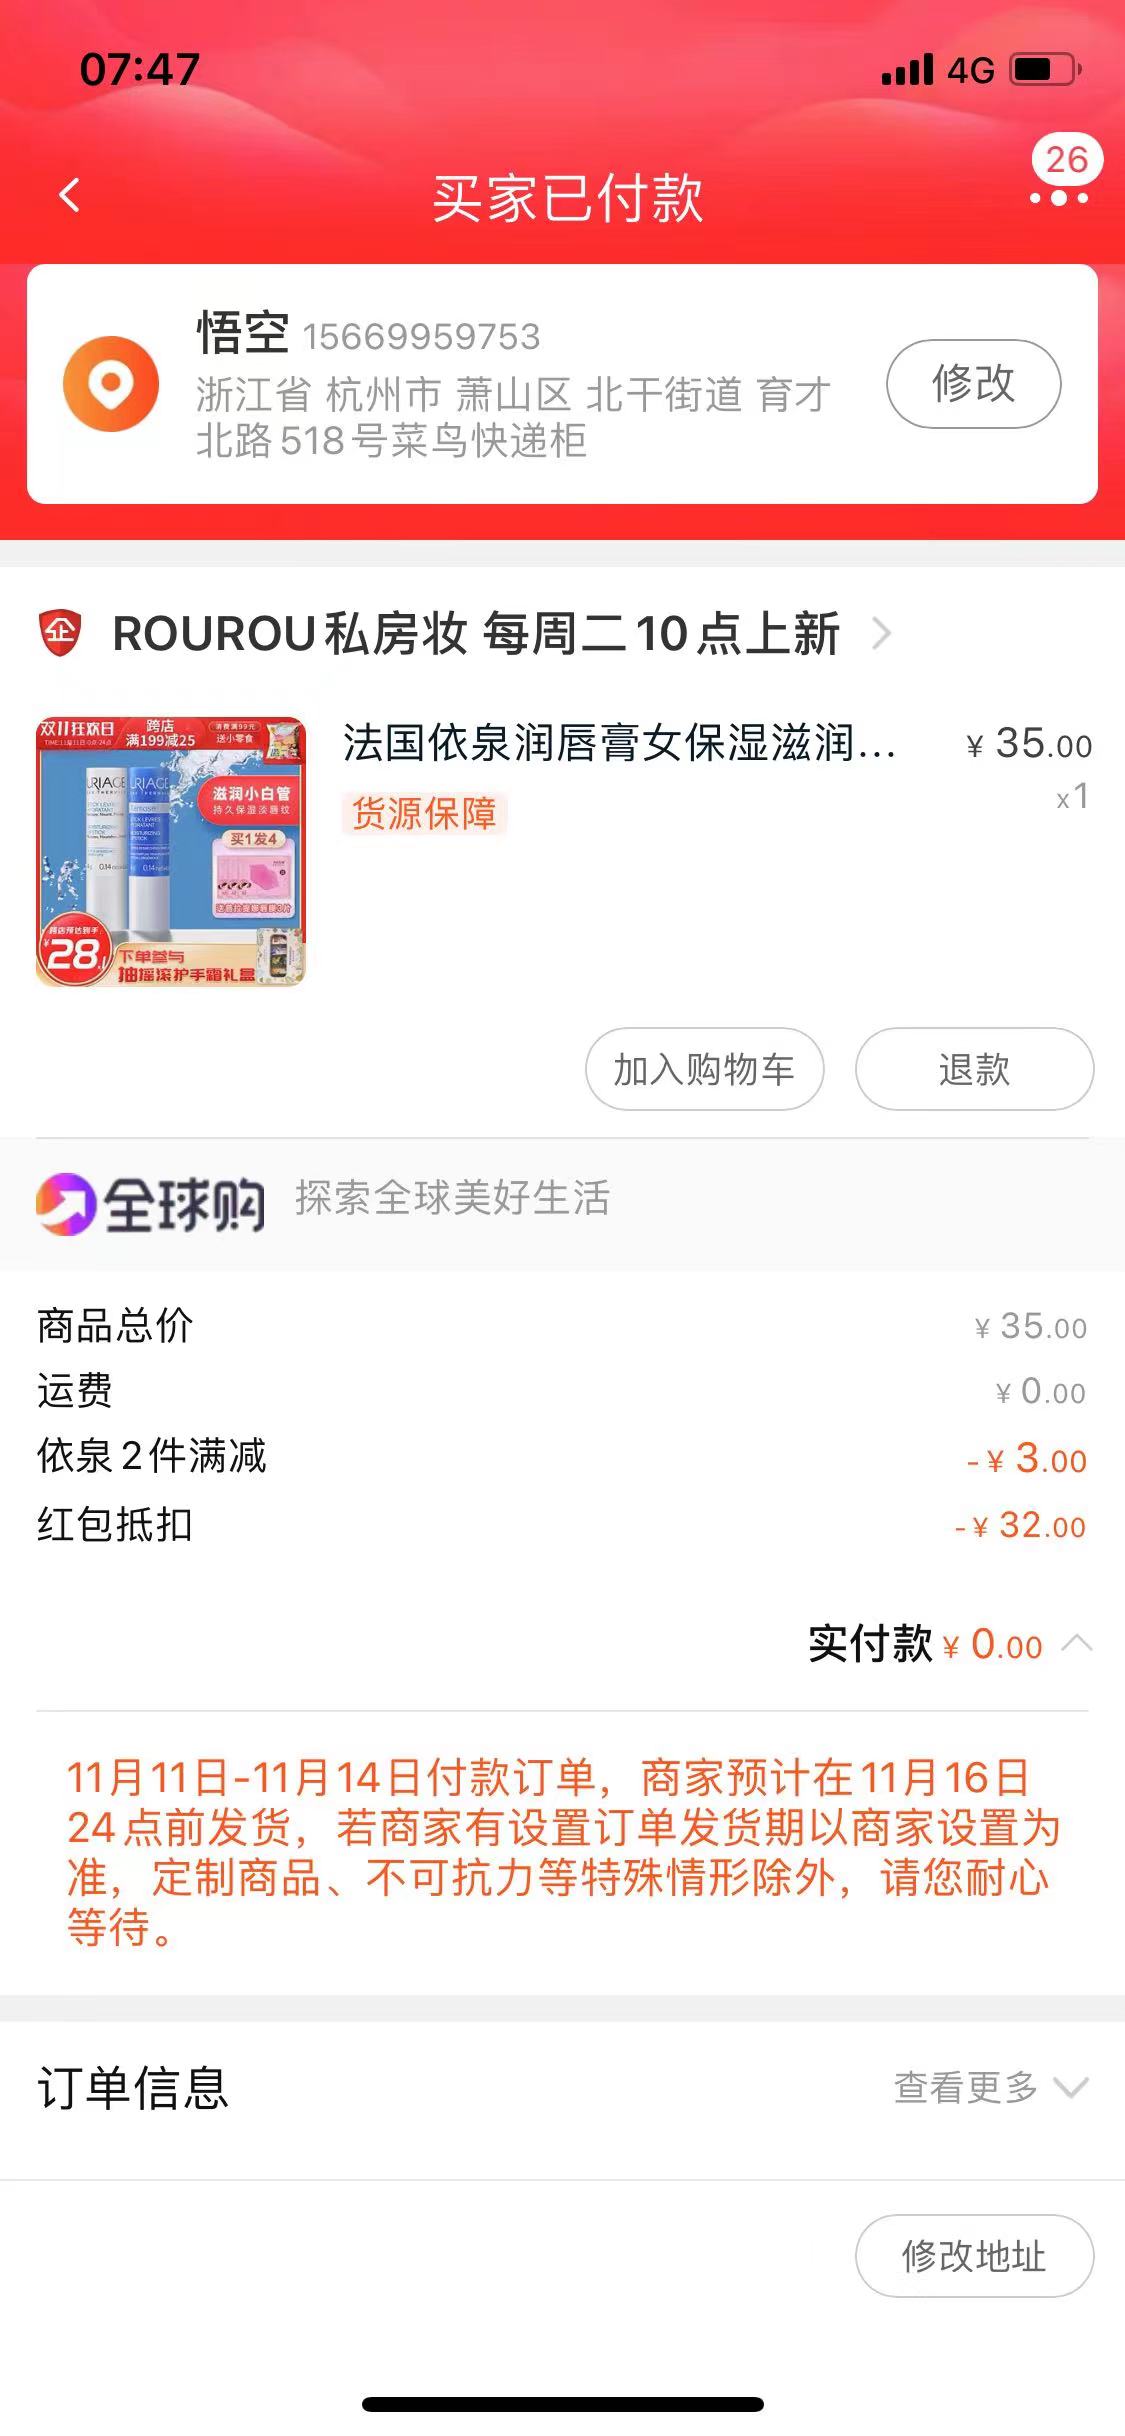 07:47
4G
26
买家已付款
悟空 15669959753
浙江省 杭州市 萧山区 北干街道 育才
北路518号菜鸟快递柜
修改
企 ROUROU私房妆 每周二10点上新
双11狂欢日
跨店
满199减25
消费满99元
送小零食
URIAGE
URIAGE
滋润小白管
持久保湿淡唇纹
买1发4
28
下单参与
抽摇滚护手霜礼盒
法国依泉润唇膏女保湿滋润...
¥ 35.00
x1
货源保障
加入购物车
退款
全球购 探索全球美好生活
商品总价 ¥ 35.00
运费 ¥ 0.00
依泉2件满减 -¥ 3.00
红包抵扣 -¥ 32.00
实付款 ¥ 0.00
11月11日-11月14日付款订单，商家预计在11月16日
24点前发货，若商家有设置订单发货期以商家设置为
准，定制商品、不可抗力等特殊情形除外，请您耐心
等待。
订单信息 查看更多
修改地址